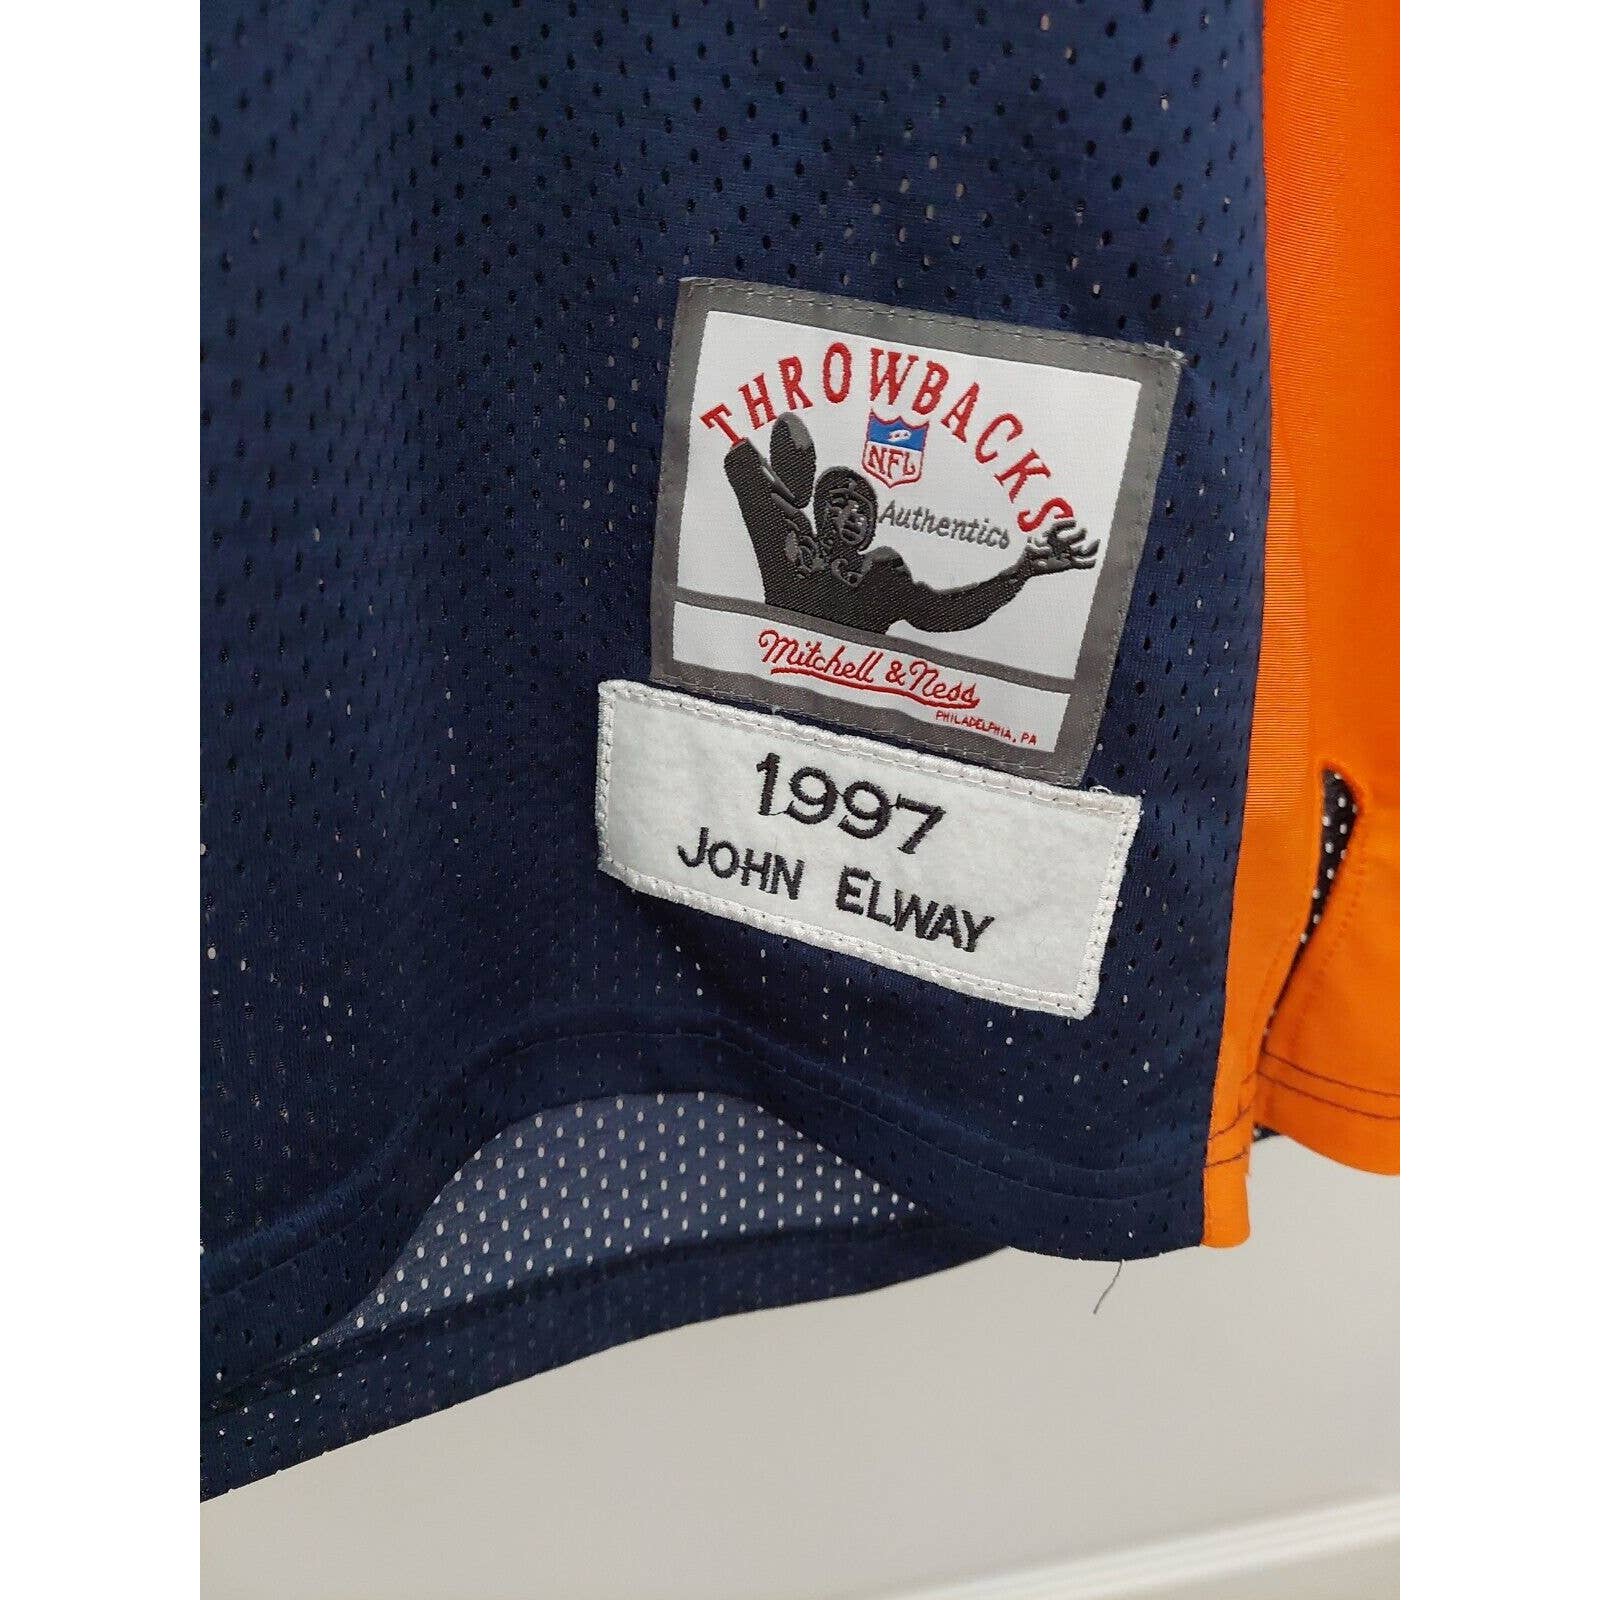 THROWBACKS
NFL
Authentics
Mitchell & Ness
PHILADELPHIA, PA
1997
JOHN ELWAY